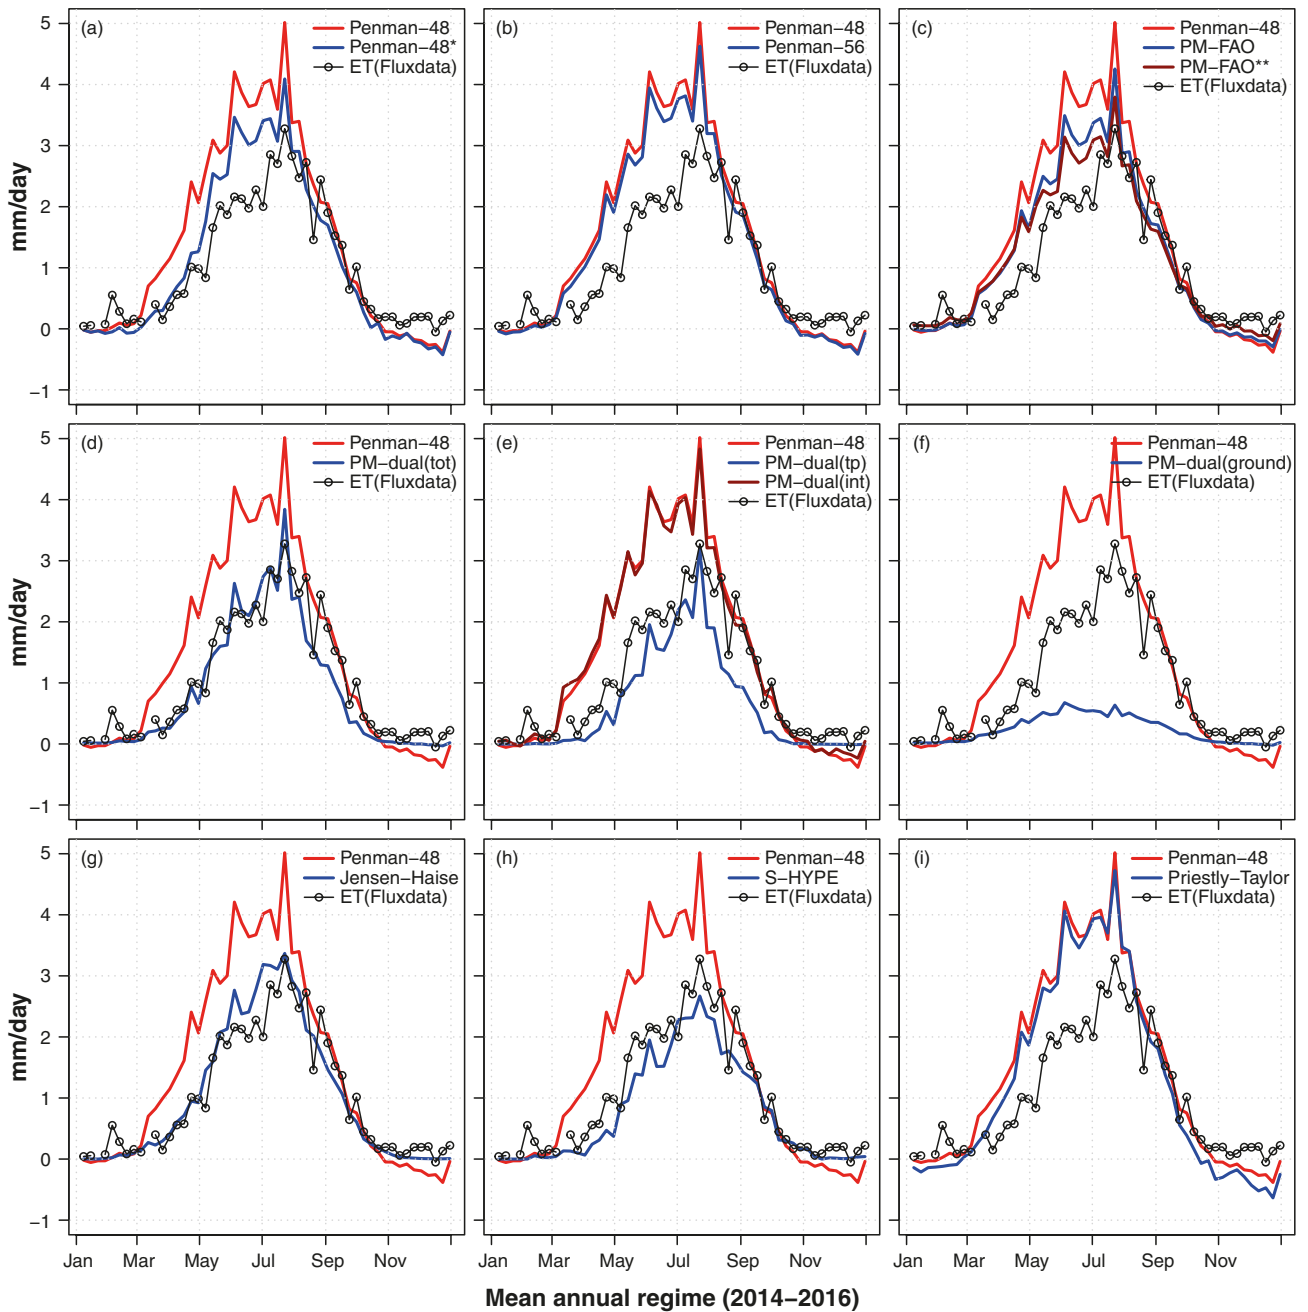 (a)
Penman−48
Penman−48*
ET(Fluxdata)
(b)
Penman−48
Penman−56
ET(Fluxdata)
(c)
Penman−48
PM−FAO
PM−FAO**
ET(Fluxdata)
5
4
3
2
1
0
−1
mm/day
(d)
Penman−48
PM−dual(tot)
ET(Fluxdata)
(e)
Penman−48
PM−dual(tp)
PM−dual(int)
ET(Fluxdata)
(f)
Penman−48
PM−dual(ground)
ET(Fluxdata)
5
4
3
2
1
0
−1
mm/day
(g)
Penman−48
Jensen−Haise
ET(Fluxdata)
(h)
Penman−48
S−HYPE
ET(Fluxdata)
(i)
Penman−48
Priestly−Taylor
ET(Fluxdata)
5
4
3
2
1
0
−1
mm/day
Jan Mar May Jul Sep Nov
Jan Mar May Jul Sep Nov
Jan Mar May Jul Sep Nov
Mean annual regime (2014−2016)